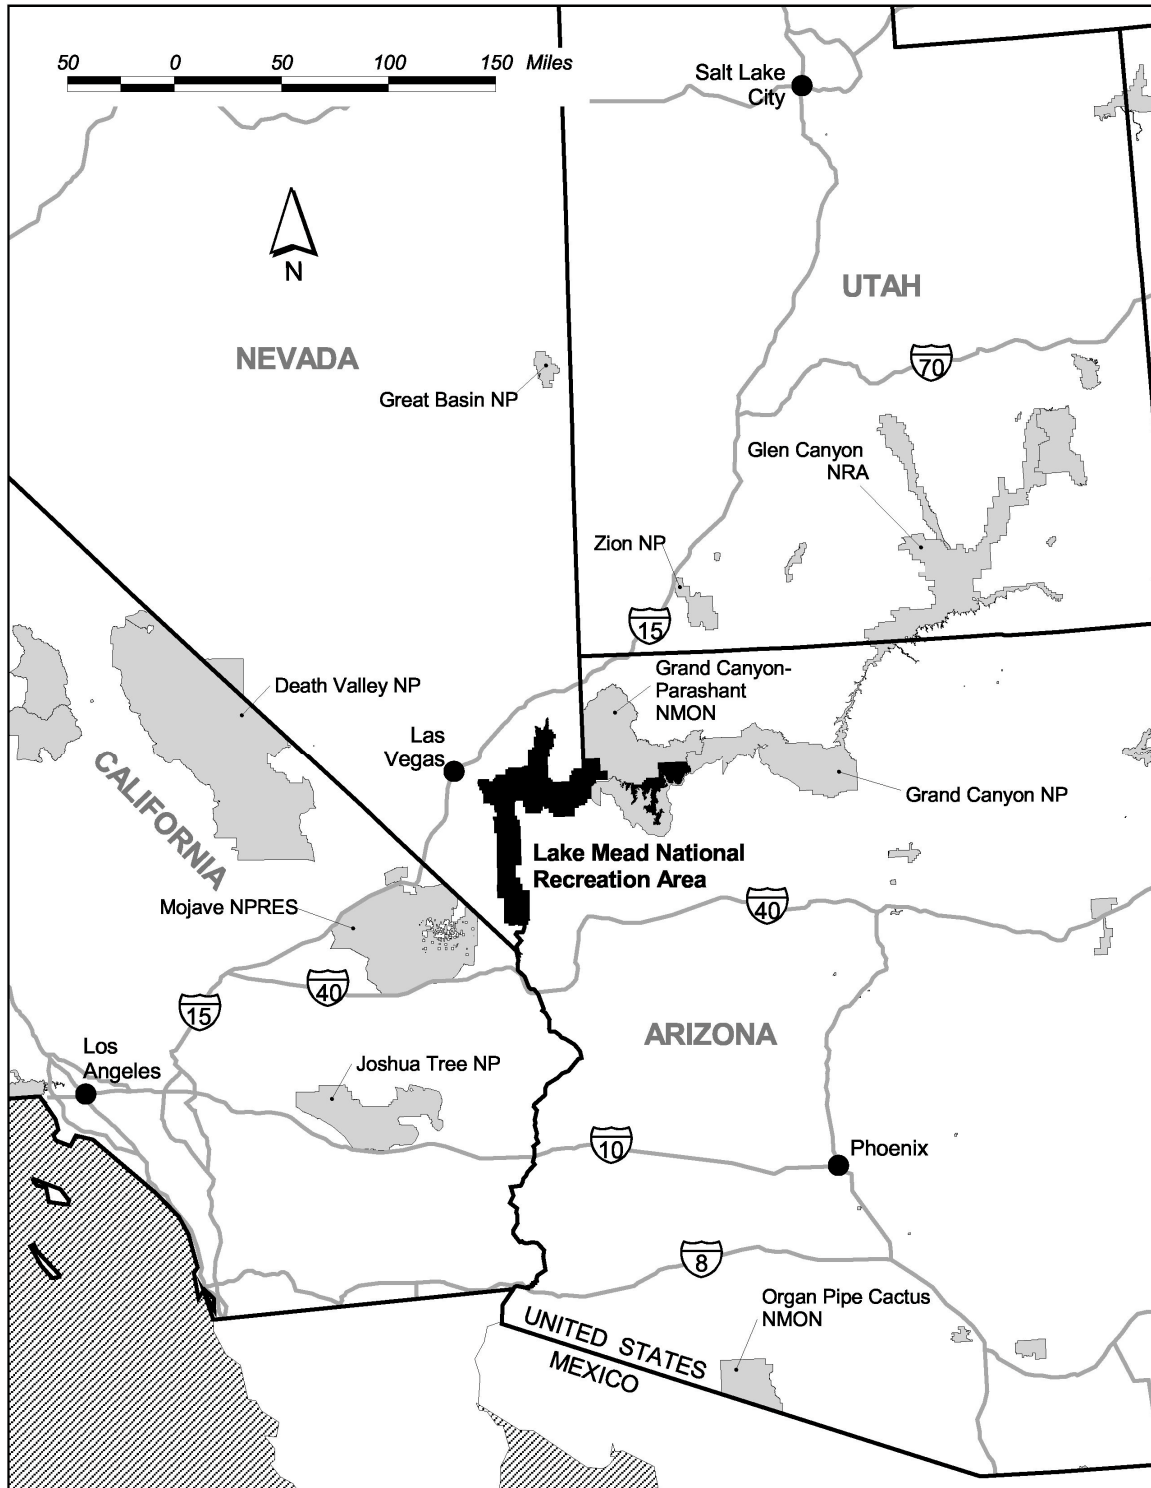 50 0 50 100 150 Miles
Salt Lake
City
N
UTAH
NEVADA
70
Great Basin NP
Glen Canyon
NRA
Zion NP
15
Grand Canyon-
Parashant
NMON
Death Valley NP
Las
Vegas
CALIFORNIA
Grand Canyon NP
Lake Mead National
Recreation Area
Mojave NPRES
40
40
15
ARIZONA
Los
Angeles
Joshua Tree NP
10
Phoenix
8
Organ Pipe Cactus
NMON
UNITED STATES
MEXICO